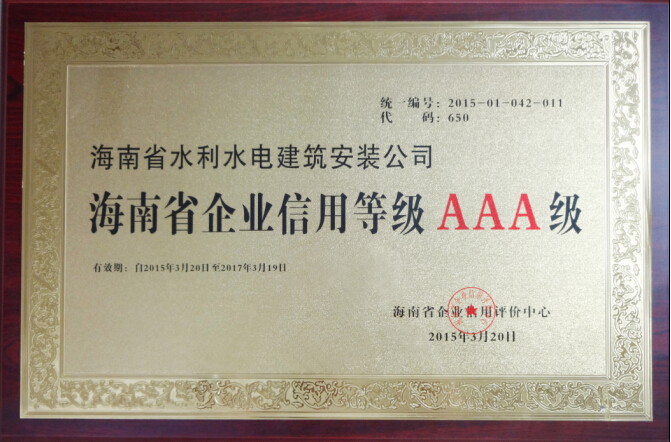 统一编号：2015-01-042-011
代　码：650
海南省水利水电建筑安装公司
海南省企业信用等级AAA级
有效期：自2015年3月20日至2017年3月19日
海南省企业信用评价中心
2015年3月20日